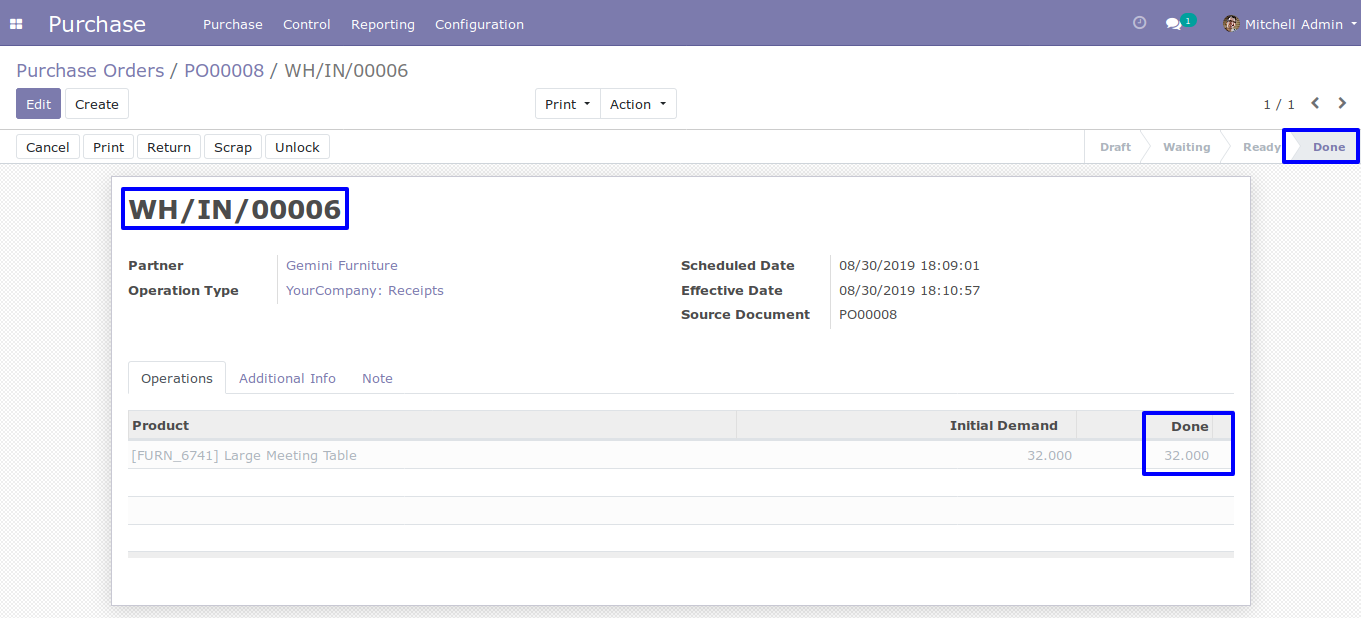 Purchase Purchase Control Reporting Configuration 1 Mitchell Admin
Purchase Orders / PO00008 / WH/IN/00006
Edit Create Print Action 1 / 1
Cancel Print Return Scrap Unlock Draft Waiting Ready Done
WH/IN/00006
Partner Gemini Furniture Scheduled Date 08/30/2019 18:09:01
Operation Type YourCompany: Receipts Effective Date 08/30/2019 18:10:57
Source Document PO00008
Operations Additional Info Note
Product Initial Demand Done
[FURN_6741] Large Meeting Table 32.000 32.000